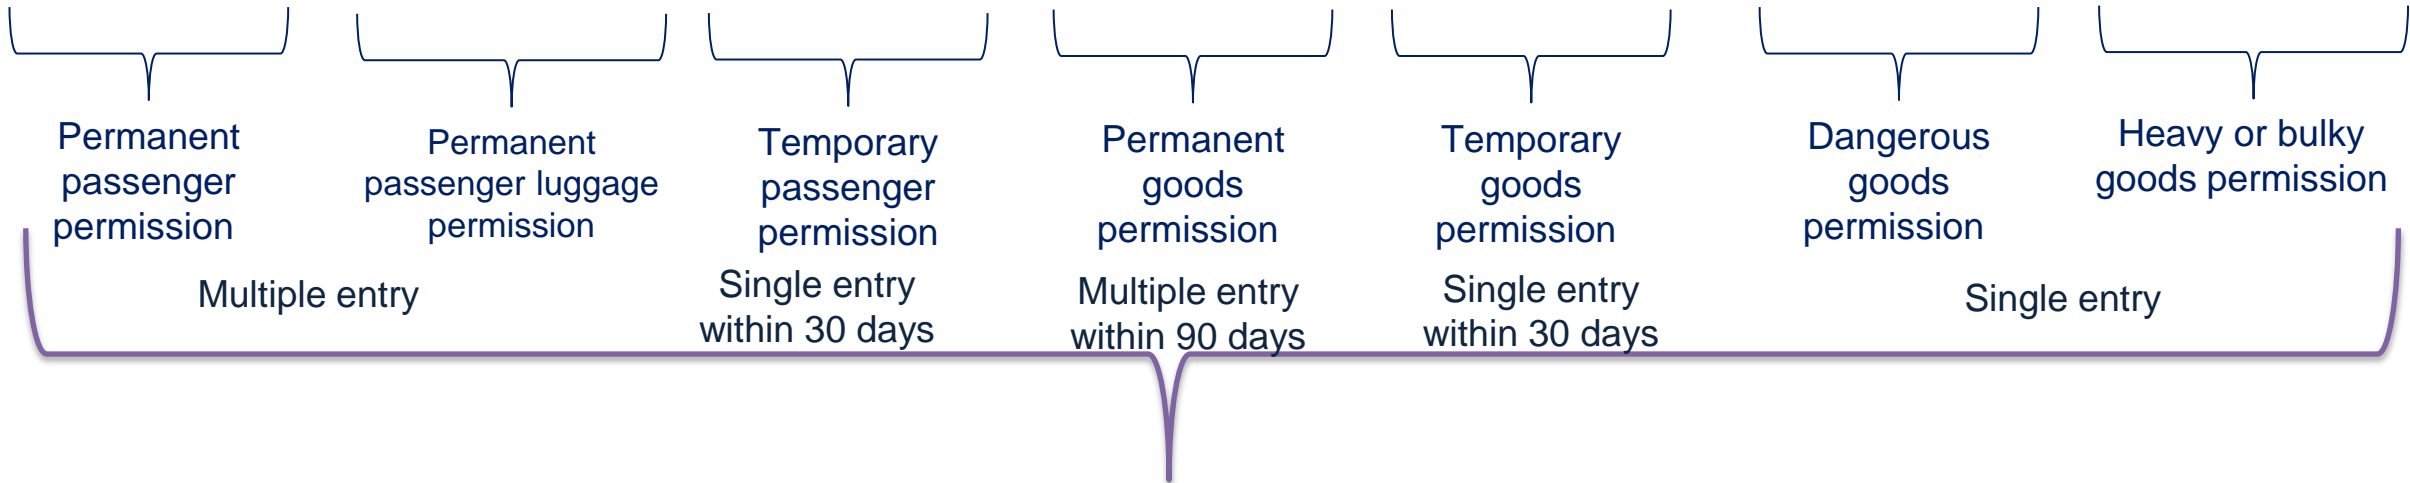 Permanent
passenger
permission
Permanent
passenger luggage
permission
Temporary
passenger
permission
Permanent
goods
permission
Temporary
goods
permission
Dangerous
goods
permission
Heavy or bulky
goods permission
Multiple entry
Single entry
within 30 days
Multiple entry
within 90 days
Single entry
within 30 days
Single entry